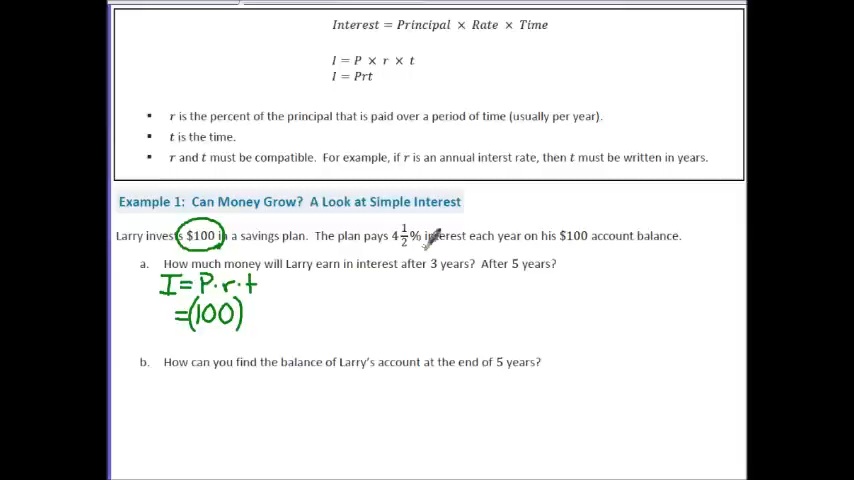 Interest = Principal × Rate × Time
I = P × r × t
I = Prt
▪ r is the percent of the principal that is paid over a period of time (usually per year).
▪ t is the time.
▪ r and t must be compatible. For example, if r is an annual interst rate, then t must be written in years.
Example 1: Can Money Grow? A Look at Simple Interest
Larry invests $100 in a savings plan. The plan pays 4 1/2% interest each year on his $100 account balance.
a. How much money will Larry earn in interest after 3 years? After 5 years?
I = P · r · t
= (100)
b. How can you find the balance of Larry's account at the end of 5 years?